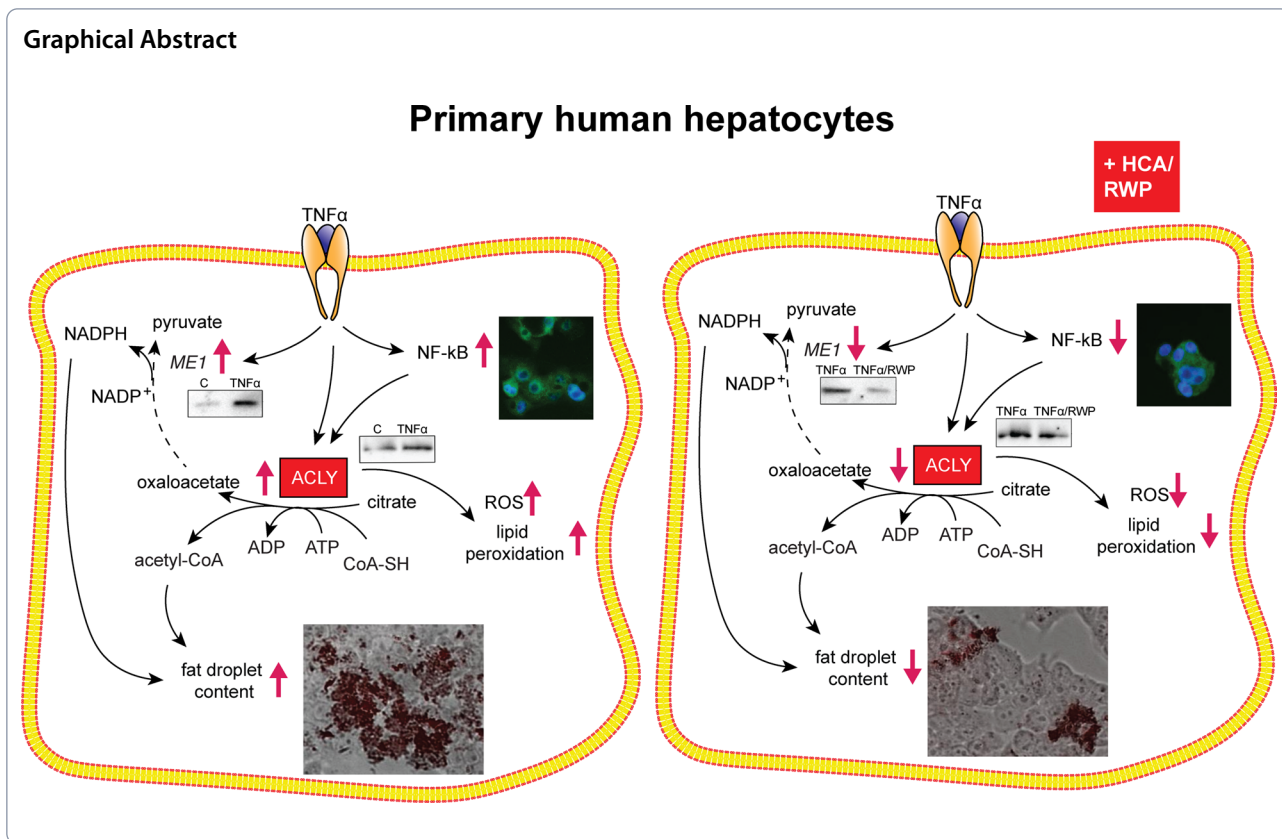 Graphical Abstract
Primary human hepatocytes
+ HCA/
RWP
TNFα
NADPH
pyruvate
ME1
NADP+
C TNFα
NF-kB
C TNFα
ACLY
oxaloacetate
citrate
ROS
lipid
peroxidation
acetyl-CoA
ADP
ATP
CoA-SH
fat droplet
content
TNFα
NADPH
pyruvate
ME1
NADP+
TNFα TNFα/RWP
NF-kB
TNFα TNFα/RWP
ACLY
oxaloacetate
citrate
ROS
lipid
peroxidation
acetyl-CoA
ADP
ATP
CoA-SH
fat droplet
content